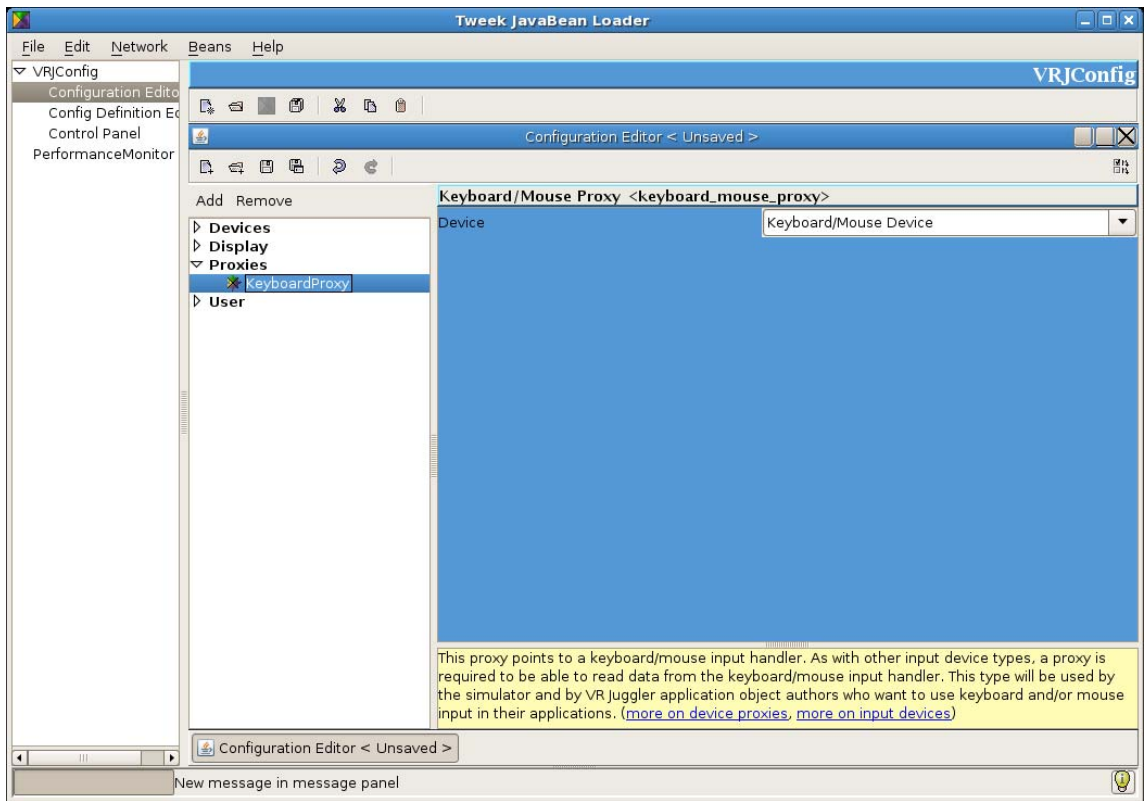 Tweek JavaBean Loader
File Edit Network Beans Help
VRJConfig
Configuration Edito
Config Definition Ed
Control Panel
PerformanceMonitor
VRJConfig
Configuration Editor < Unsaved >
Add Remove
Devices
Display
Proxies
KeyboardProxy
User
Keyboard/Mouse Proxy <keyboard_mouse_proxy>
Device Keyboard/Mouse Device
This proxy points to a keyboard/mouse input handler. As with other input device types, a proxy is
required to be able to read data from the keyboard/mouse input handler. This type will be used by
the simulator and by VR Juggler application object authors who want to use keyboard and/or mouse
input in their applications. (more on device proxies, more on input devices)
Configuration Editor < Unsaved >
New message in message panel